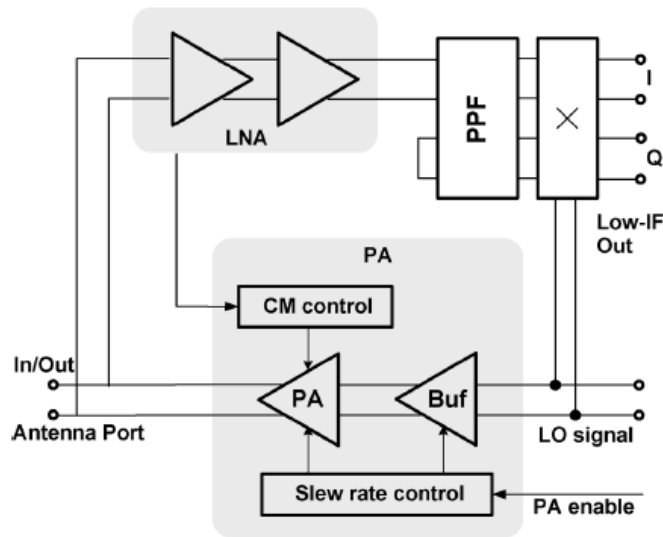 LNA
PPF
I
Q
Low-IF
Out
PA
CM control
In/Out
PA
Buf
Antenna Port
LO signal
Slew rate control
PA enable